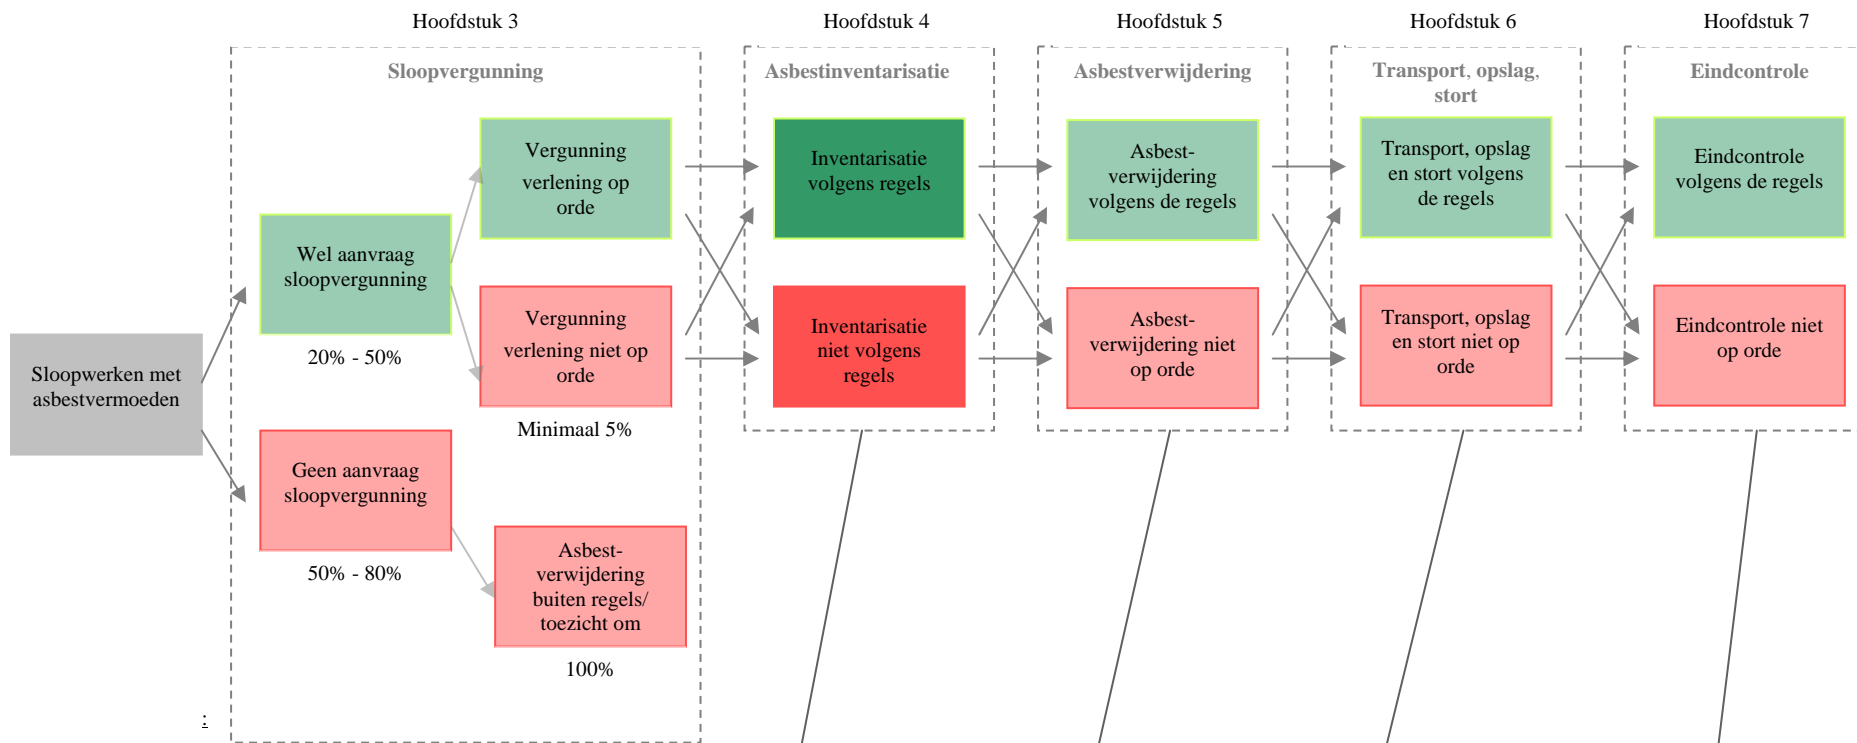 Hoofdstuk 3
Hoofdstuk 4
Hoofdstuk 5
Hoofdstuk 6
Hoofdstuk 7
Sloopvergunning
Asbestinventarisatie
Asbestverwijdering
Transport, opslag,
stort
Eindcontrole
Sloopwerken met
asbestvermoeden
Wel aanvraag
sloopvergunning
20% - 50%
Geen aanvraag
sloopvergunning
50% - 80%
Vergunning
verlening op
orde
Vergunning
verlening niet op
orde
Minimaal 5%
Asbest-
verwijdering
buiten regels/
toezicht om
100%
Inventarisatie
volgens regels
Inventarisatie
niet volgens
regels
Asbest-
verwijdering
volgens de regels
Asbest-
verwijdering niet
op orde
Transport, opslag
en stort volgens
de regels
Transport, opslag
en stort niet op
orde
Eindcontrole
volgens de regels
Eindcontrole niet
op orde
: